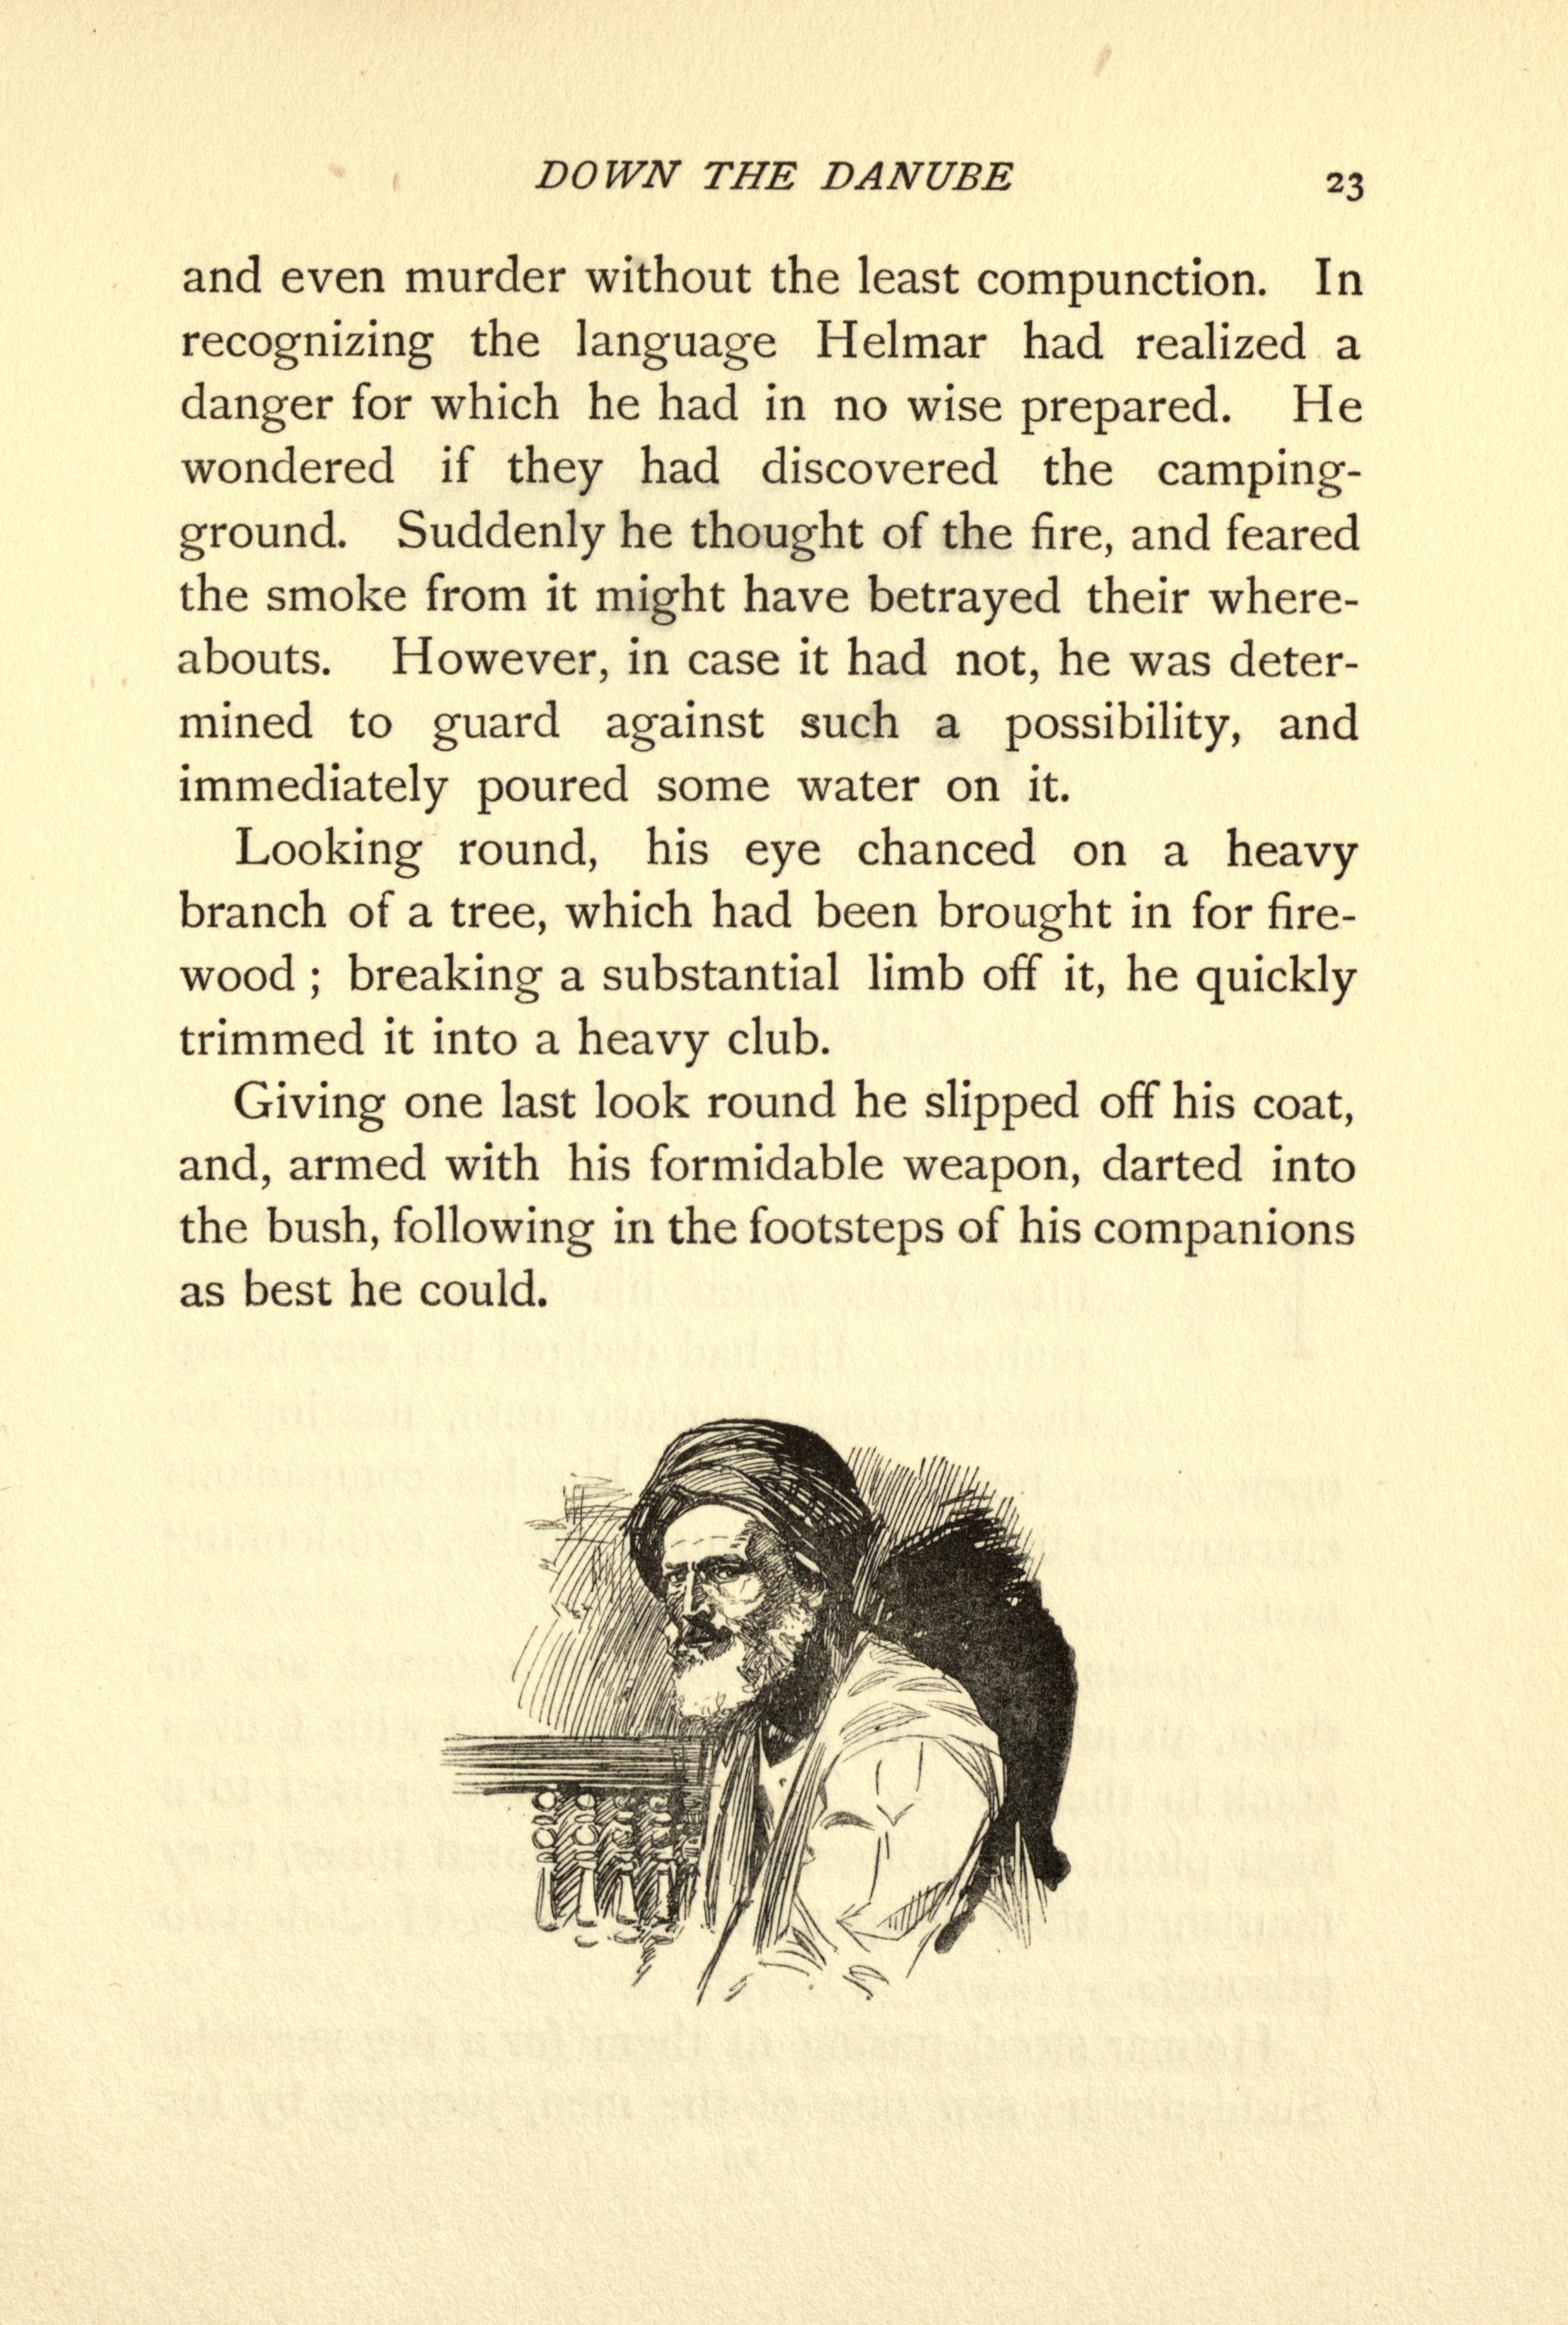 DOWN THE DANUBE 23
and even murder without the least compunction. In
recognizing the language Helmar had realized a
danger for which he had in no wise prepared. He
wondered if they had discovered the camping-
ground. Suddenly he thought of the fire, and feared
the smoke from it might have betrayed their where-
abouts. However, in case it had not, he was deter-
mined to guard against such a possibility, and
immediately poured some water on it.
Looking round, his eye chanced on a heavy
branch of a tree, which had been brought in for fire-
wood ; breaking a substantial limb off it, he quickly
trimmed it into a heavy club.
Giving one last look round he slipped off his coat,
and, armed with his formidable weapon, darted into
the bush, following in the footsteps of his companions
as best he could.